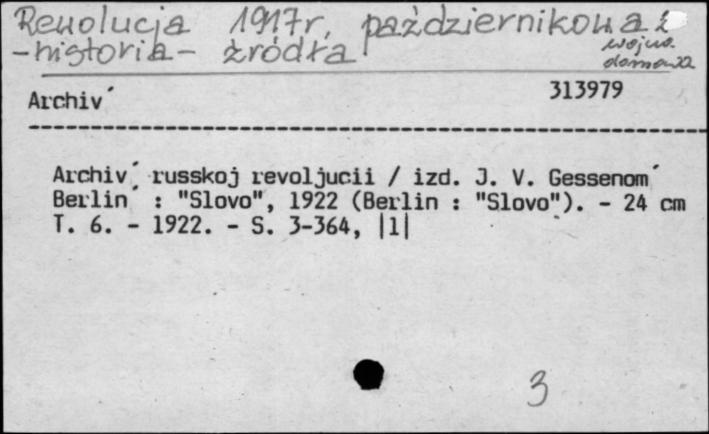 Rewolucja 1917r. październikowa ż
wojna
-historia- źródła
domowa
Archiv´ 313979
Archiv´ russkoj revoljucii / izd. J. V. Gessenom´
Berlin´ : "Slovo", 1922 (Berlin : "Slovo"). - 24 cm
T. 6. - 1922. - S. 3-364, |1|
3